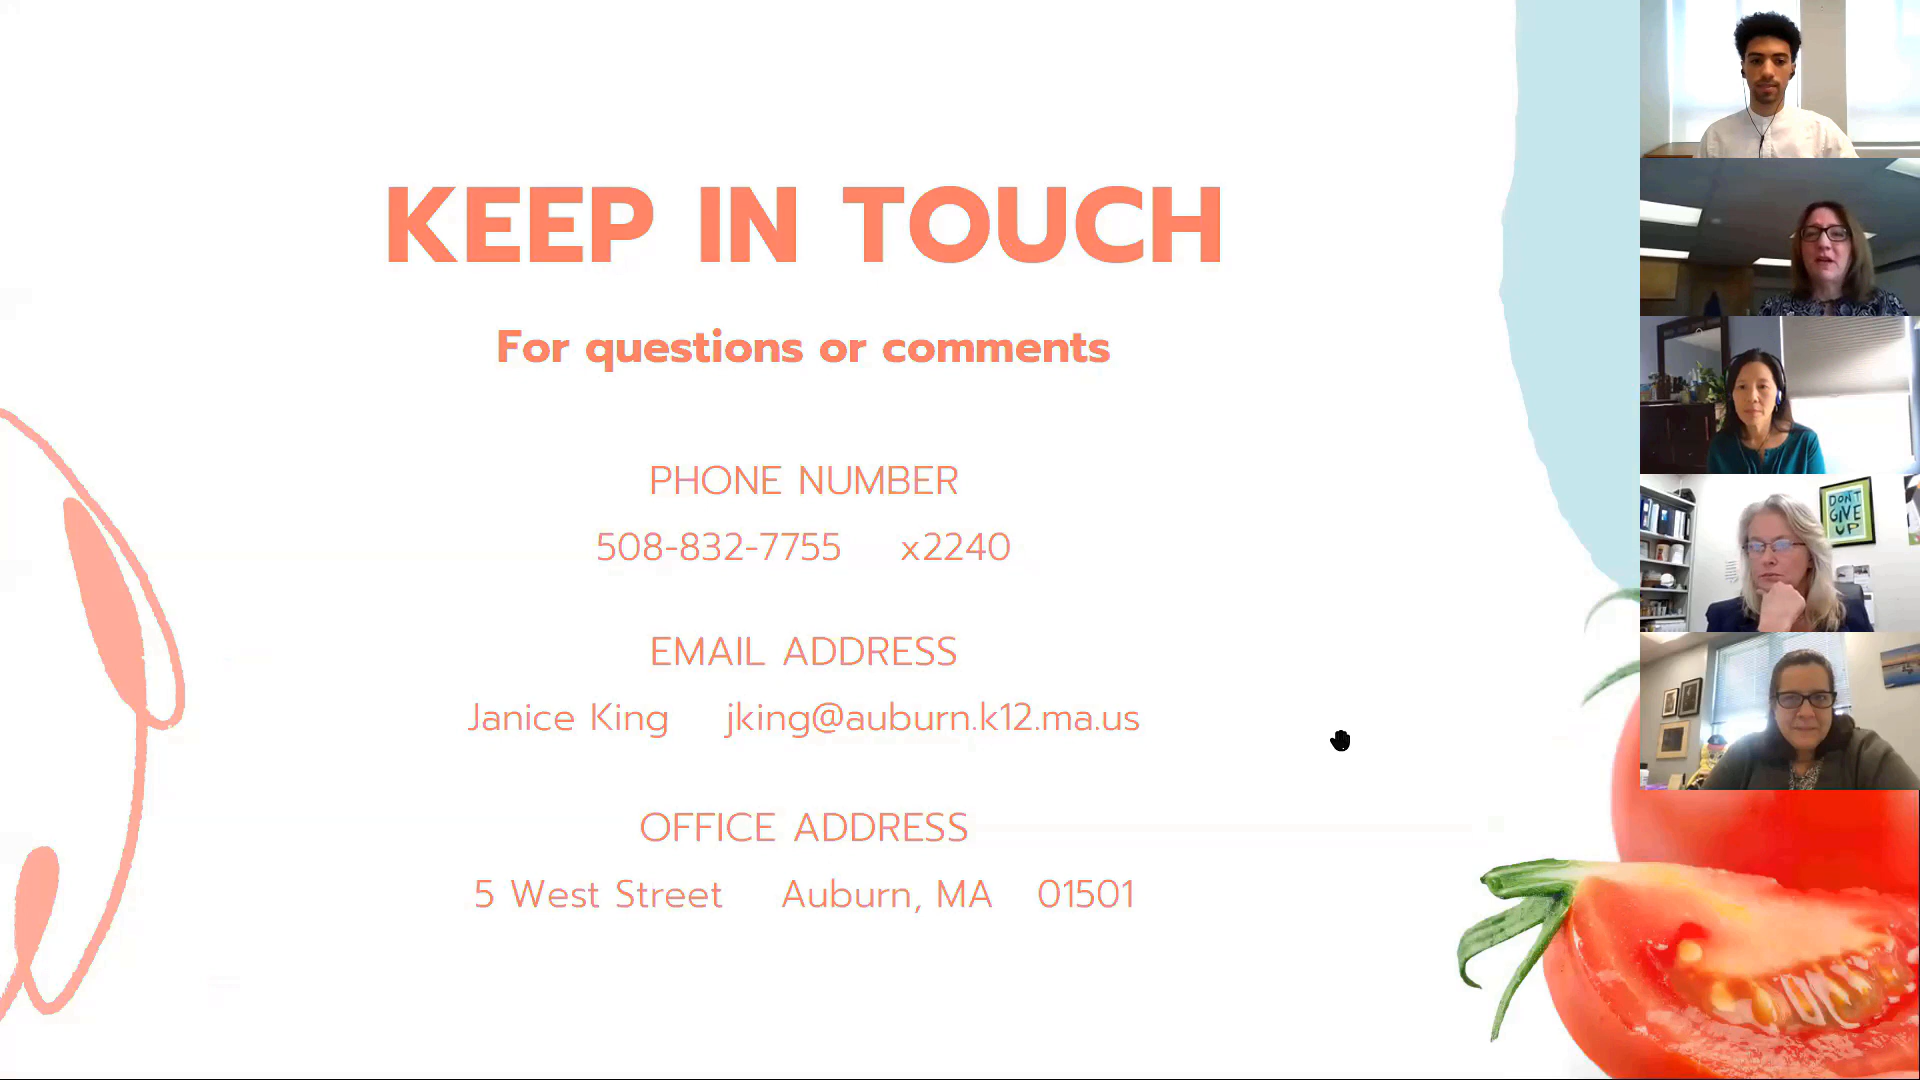 KEEP IN TOUCH
For questions or comments
PHONE NUMBER
508-832-7755 x2240
EMAIL ADDRESS
Janice King jking@auburn.k12.ma.us
OFFICE ADDRESS
5 West Street Auburn, MA 01501
DON'T
GIVE
UP